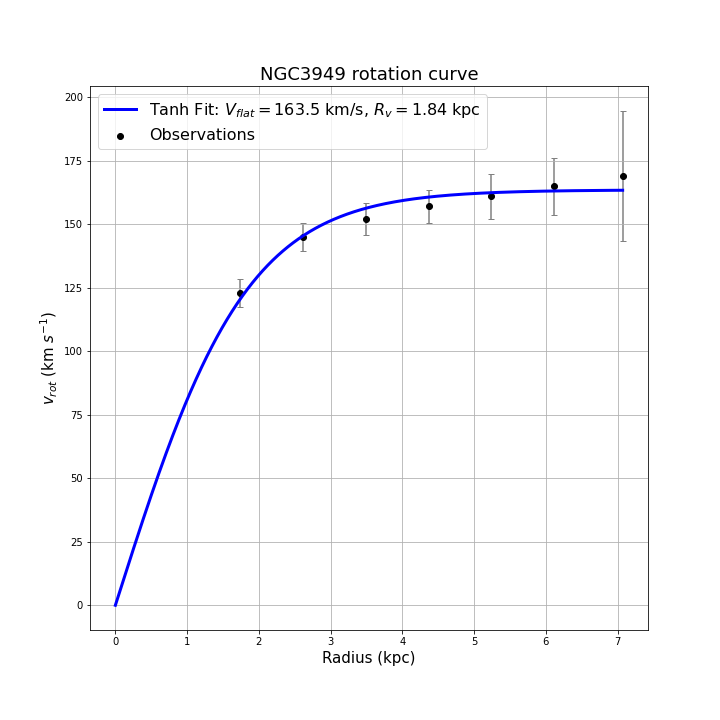 NGC3949 rotation curve
Tanh Fit: $V_{flat} = 163.5$ km/s, $R_v = 1.84$ kpc
Observations
200
175
150
125
100
75
50
25
0
$v_{rot}$ (km $s^{-1}$)
0 1 2 3 4 5 6 7
Radius (kpc)